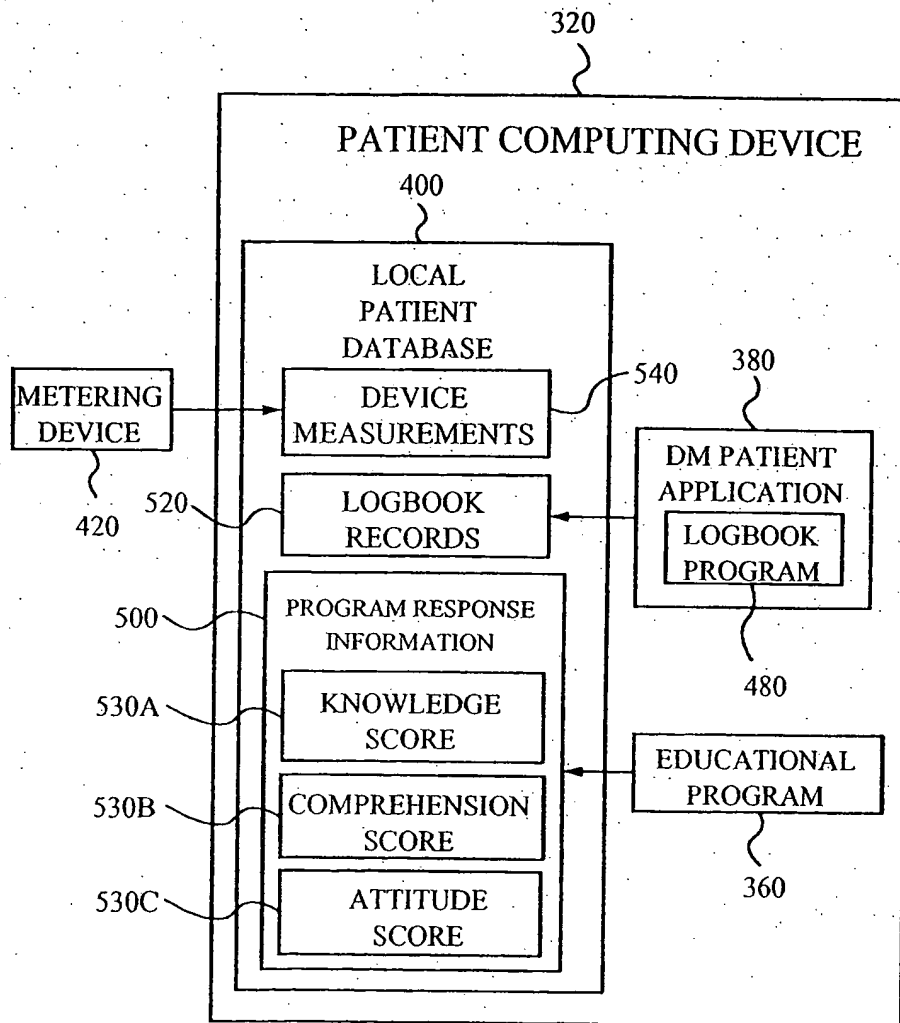 320
PATIENT COMPUTING DEVICE
400
LOCAL
PATIENT
DATABASE
METERING
DEVICE
420
DEVICE
MEASUREMENTS
540
520
LOGBOOK
RECORDS
380
DM PATIENT
APPLICATION
LOGBOOK
PROGRAM
480
500
PROGRAM RESPONSE
INFORMATION
530A
KNOWLEDGE
SCORE
530B
COMPREHENSION
SCORE
530C
ATTITUDE
SCORE
EDUCATIONAL
PROGRAM
360